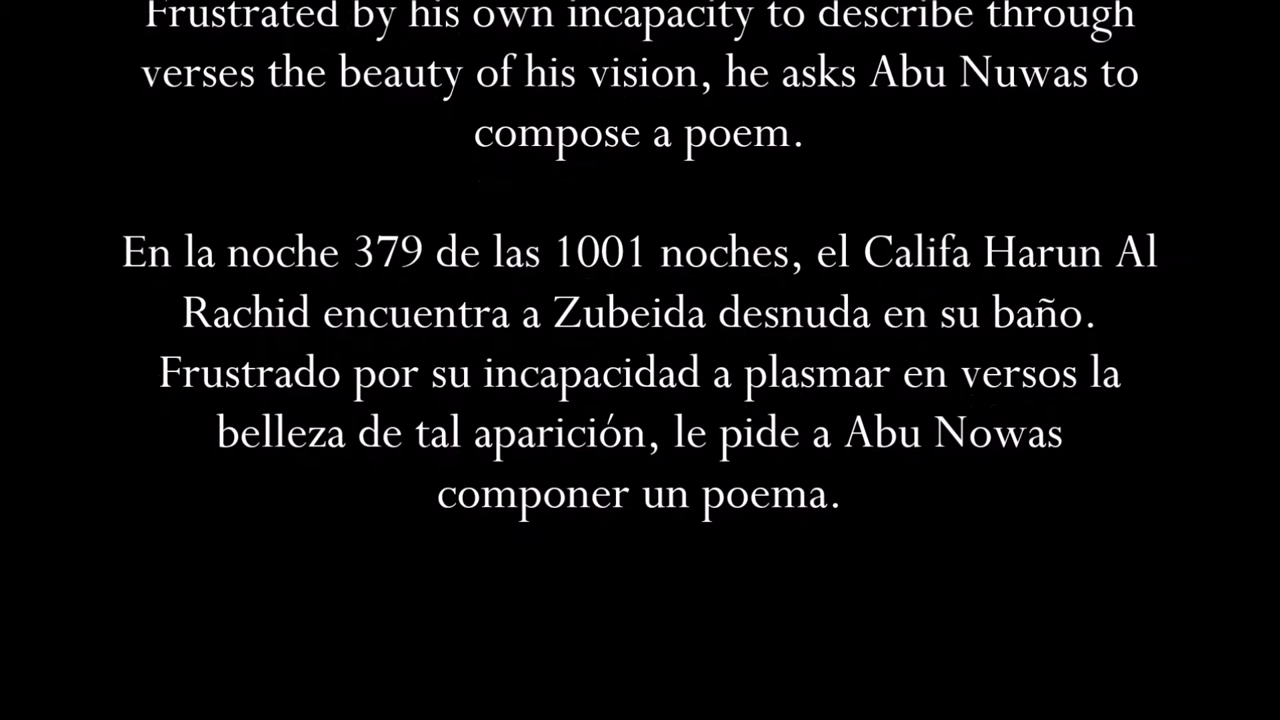 Frustrated by his own incapacity to describe through
verses the beauty of his vision, he asks Abu Nuwas to
compose a poem.
En la noche 379 de las 1001 noches, el Califa Harun Al
Rachid encuentra a Zubeida desnuda en su baño.
Frustrado por su incapacidad a plasmar en versos la
belleza de tal aparición, le pide a Abu Nowas
componer un poema.